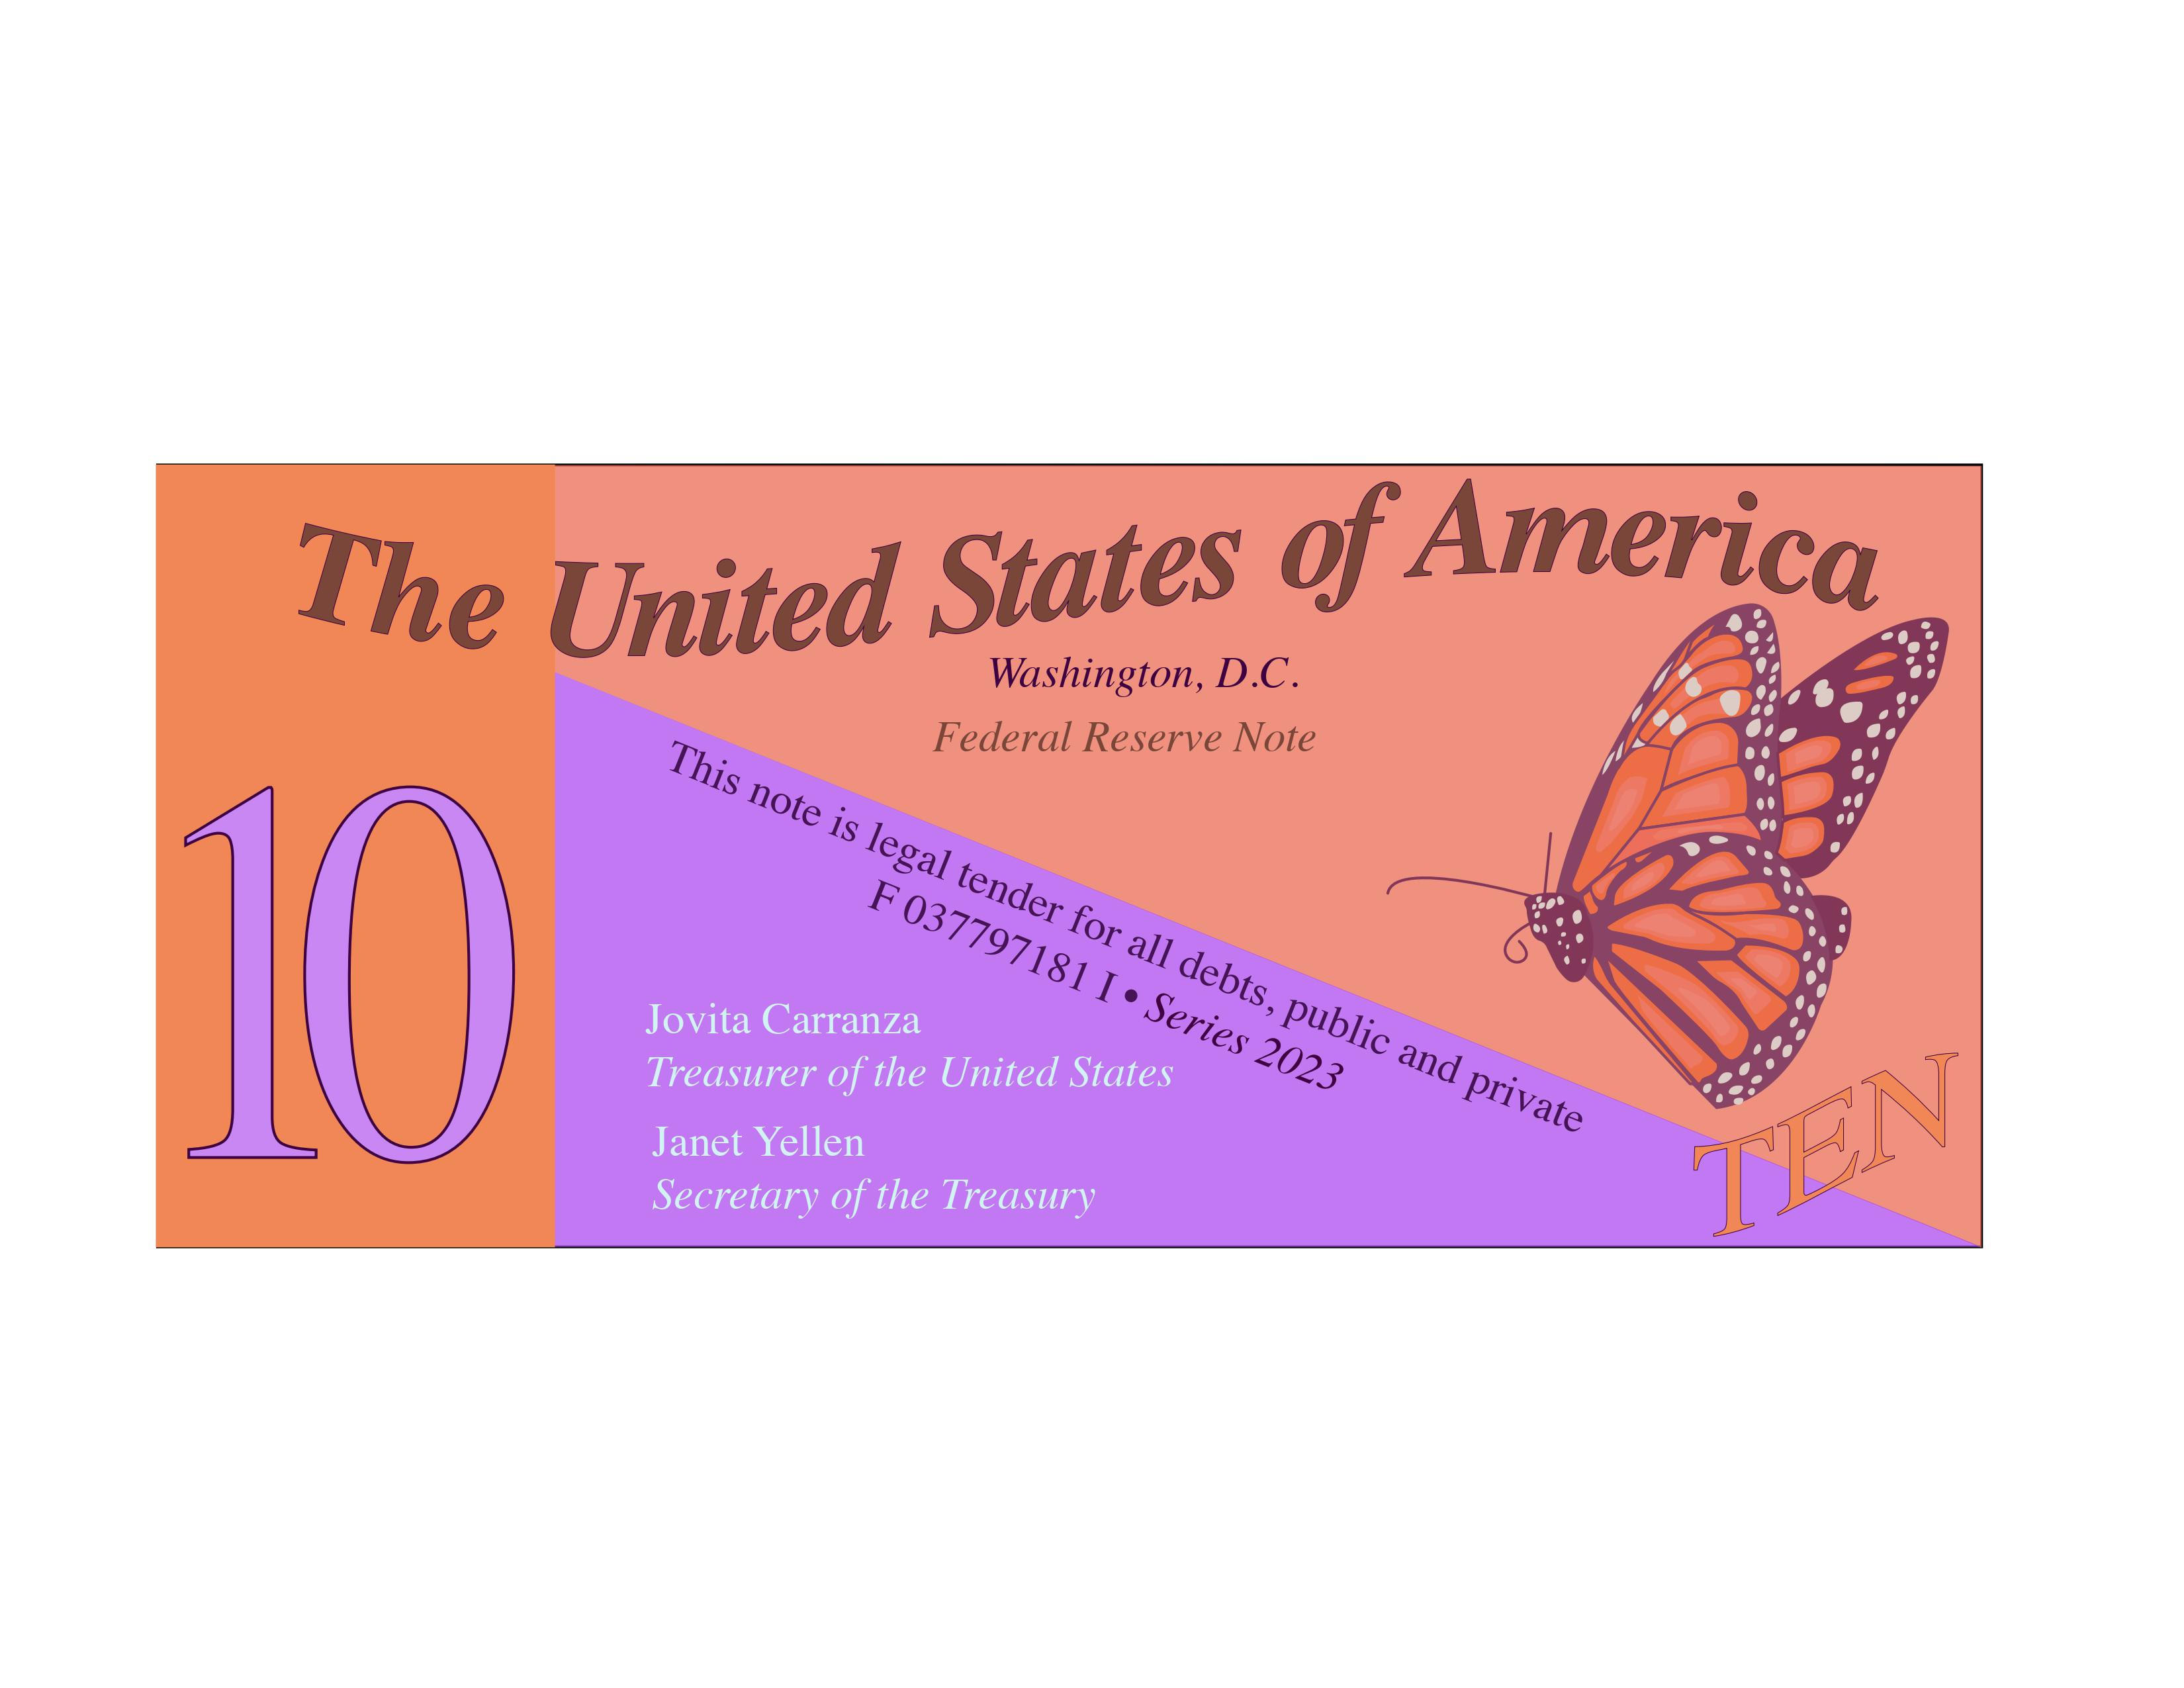 The United States of America
Washington, D.C.
Federal Reserve Note
This note is legal tender for all debts, public and private
F 037797181 I • Series 2023
10
Jovita Carranza
Treasurer of the United States
Janet Yellen
Secretary of the Treasury
TEN